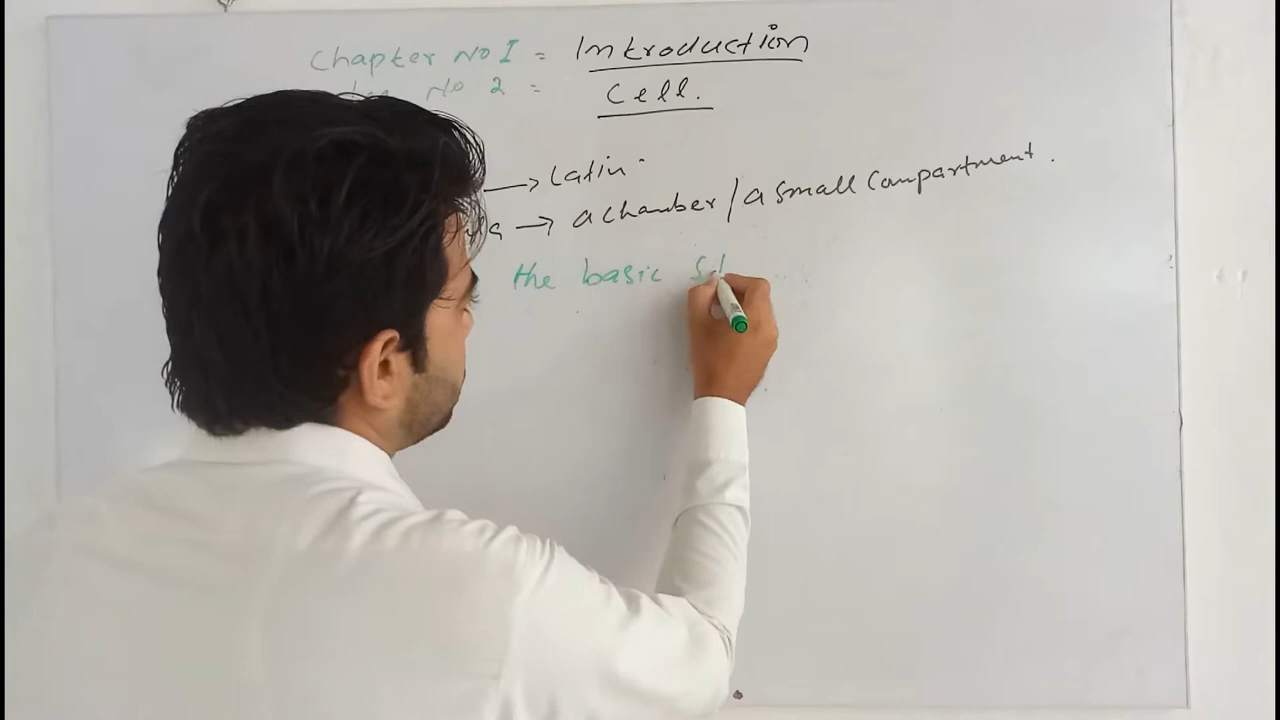 Chapter No I = Introduction
No 2 = Cell.
→ Latin
→ a chamber / a small Compartment.
the basic